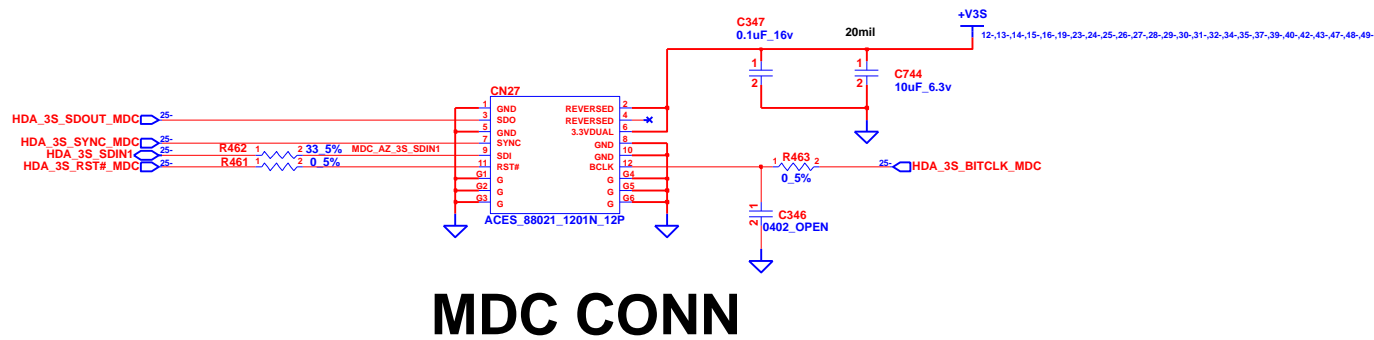 +V3S
C347
0.1uF_16v
20mil
12-,13-,14-,15-,16-,19-,23-,24-,25-,26-,27-,28-,29-,30-,31-,32-,34-,35-,37-,39-,40-,42-,43-,47-,48-,49-
1
2
1
2
C744
10uF_6.3v
CN27
HDA_3S_SDOUT_MDC 25-
HDA_3S_SYNC_MDC 25-
HDA_3S_SDIN1 25-
HDA_3S_RST#_MDC 25-
R462 1 2 33_5% MDC_AZ_3S_SDIN1
R461 1 2 0_5%
1 GND REVERSED 2
3 SDO REVERSED 4
5 GND 3.3VDUAL 6
7 SYNC GND 8
9 SDI GND 10
11 RST# BCLK 12
G1 G G G4
G2 G G G5
G3 G G G6
ACES_88021_1201N_12P
R463
1 2
0_5%
25- HDA_3S_BITCLK_MDC
1
2
C346
0402_OPEN
MDC CONN